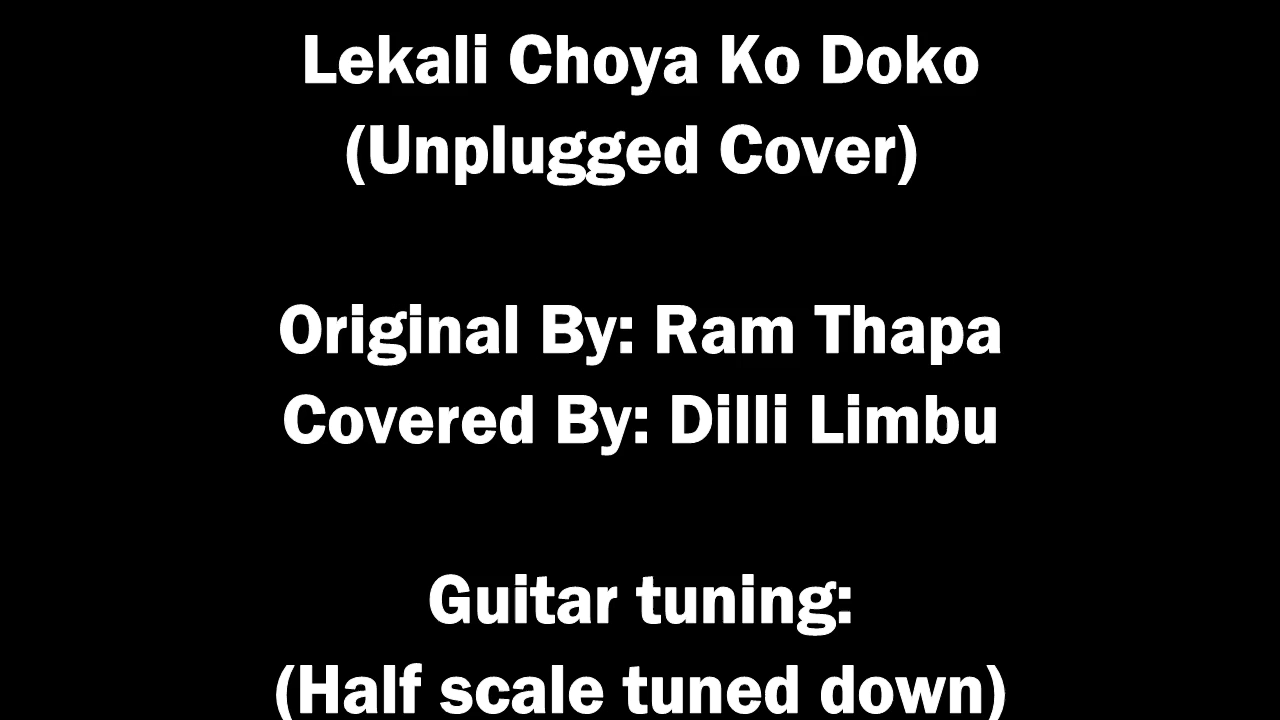 Lekali Choya Ko Doko
(Unplugged Cover)
Original By: Ram Thapa
Covered By: Dilli Limbu
Guitar tuning:
(Half scale tuned down)